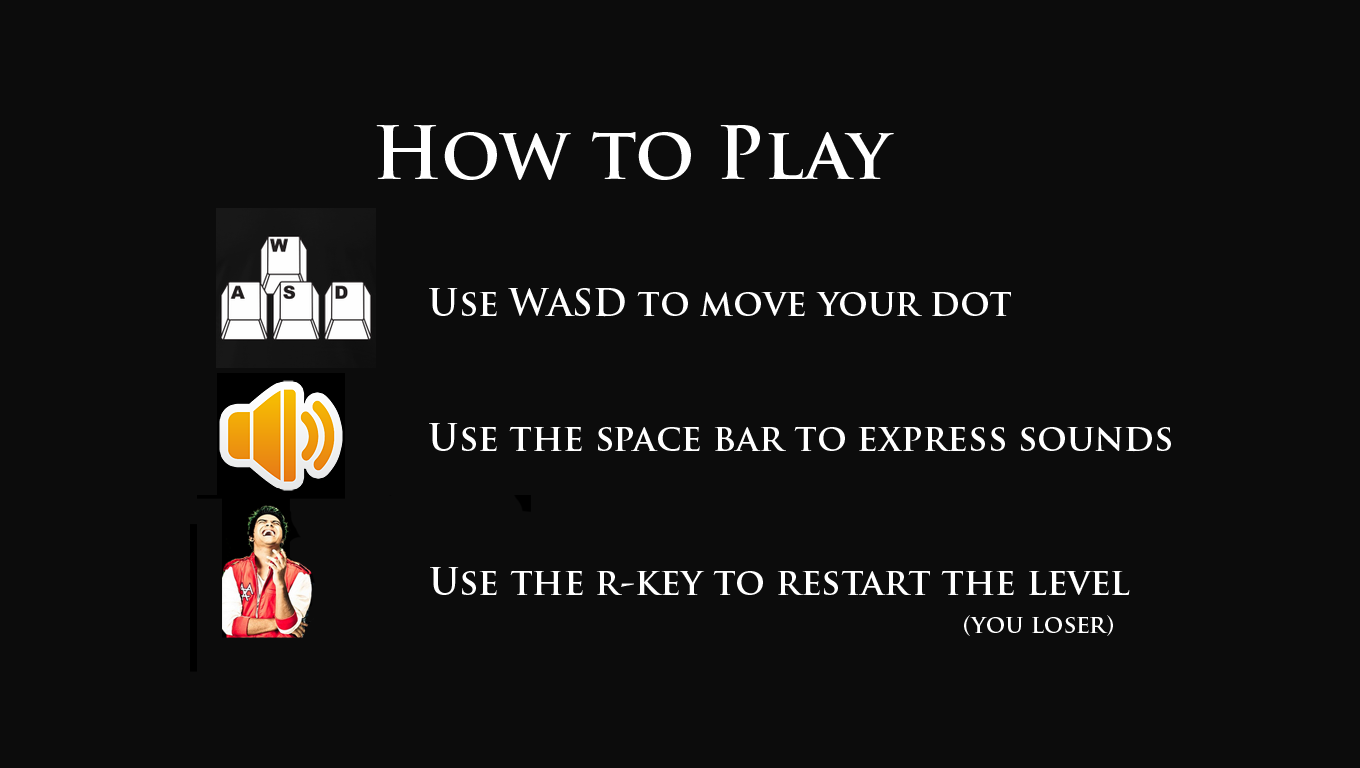 How to Play
W
A S D
Use WASD to move your dot
Use the space bar to express sounds
Use the r-key to restart the level
(you loser)